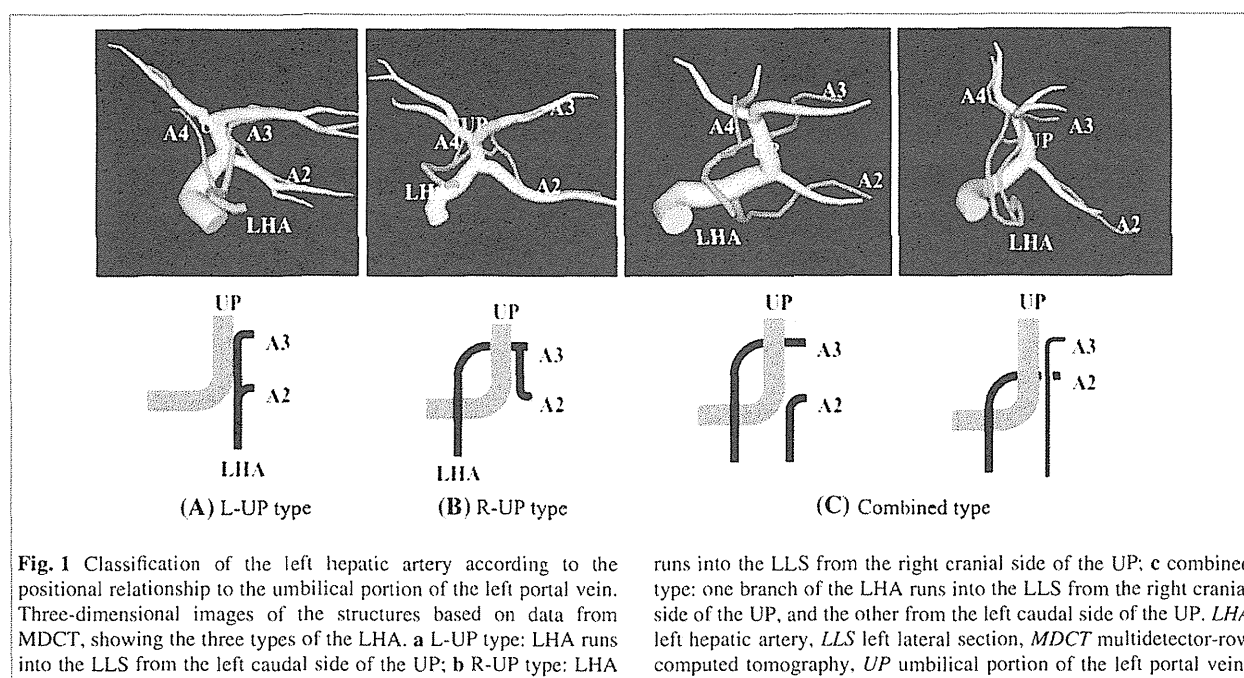 A4
UP
A3
A2
LHA
UP
A3
A4
LHA
A2
A3
A4
UP
A2
LHA
A4
A3
UP
A2
LHA
UP
A3
A2
LHA
(A) L-UP type
UP
A3
A2
LHA
(B) R-UP type
UP
A3
A2
UP
A3
A2
(C) Combined type
Fig. 1 Classification of the left hepatic artery according to the
positional relationship to the umbilical portion of the left portal vein.
Three-dimensional images of the structures based on data from
MDCT, showing the three types of the LHA. a L-UP type: LHA runs
into the LLS from the left caudal side of the UP; b R-UP type: LHA
runs into the LLS from the right cranial side of the UP; c combined
type: one branch of the LHA runs into the LLS from the right cranial
side of the UP, and the other from the left caudal side of the UP. LHA
left hepatic artery, LLS left lateral section, MDCT multidetector-row
computed tomography, UP umbilical portion of the left portal vein